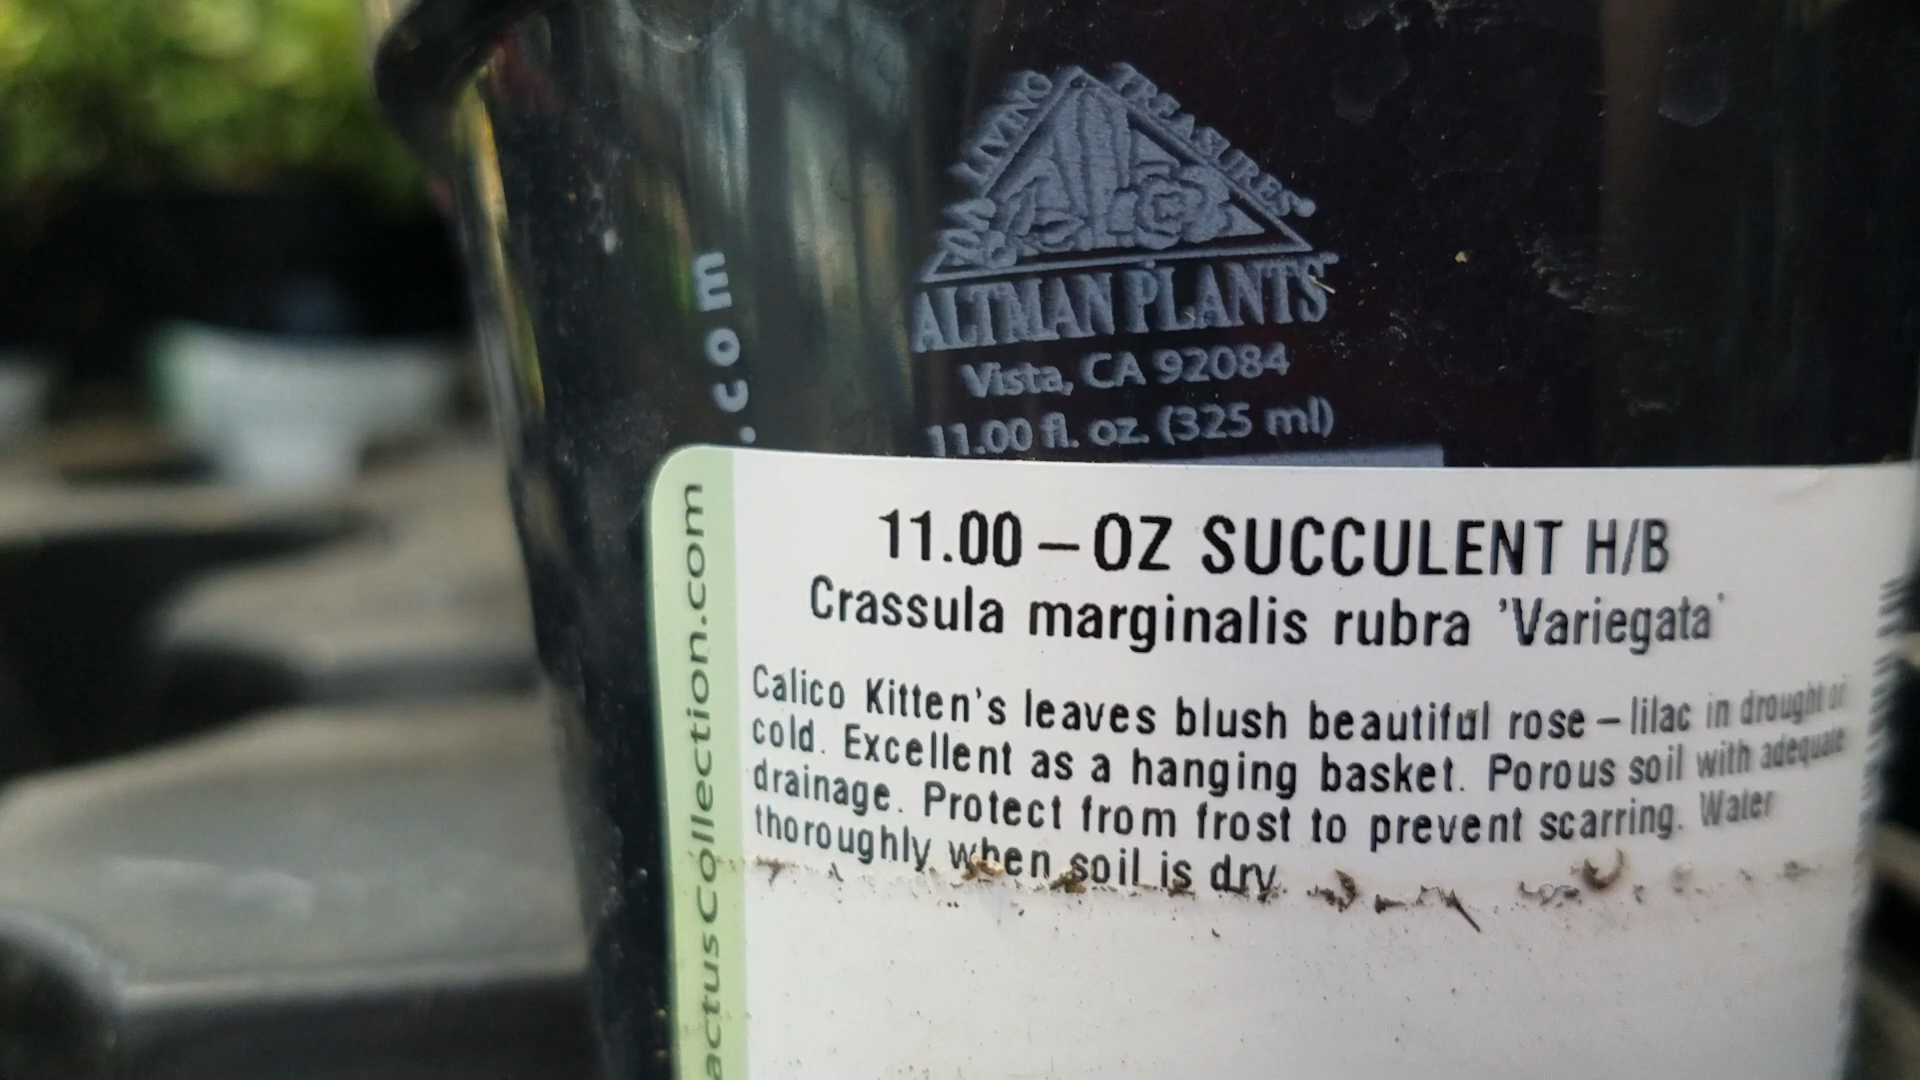 OUR LIVING TREASURES
ALTMAN PLANTS
Vista, CA 92084
11.00 fl. oz. (325 ml)
.com
11.00 – OZ SUCCULENT H/B
Crassula marginalis rubra 'Variegata'
Calico Kitten's leaves blush beautiful rose – lilac in drought or
cold. Excellent as a hanging basket. Porous soil with adequate
drainage. Protect from frost to prevent scarring. Water
thoroughly when soil is dry.
actusCollection.com